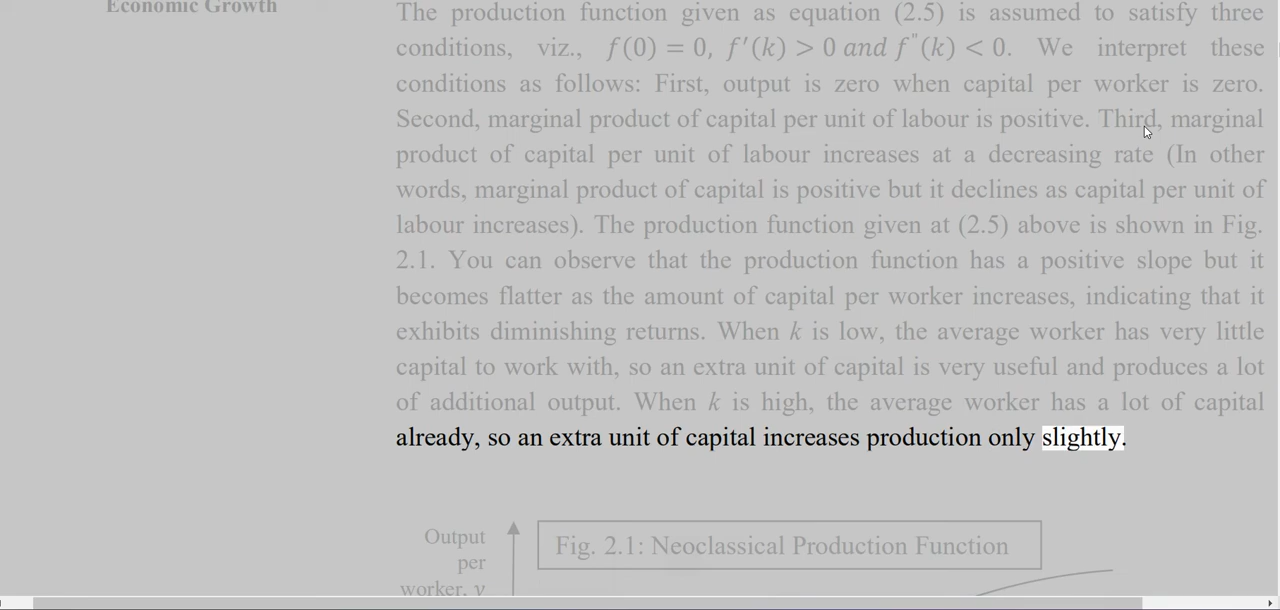 Economic Growth
The production function given as equation (2.5) is assumed to satisfy three
conditions, viz., f(0) = 0, f′(k) > 0 and f"(k) < 0. We interpret these
conditions as follows: First, output is zero when capital per worker is zero.
Second, marginal product of capital per unit of labour is positive. Third, marginal
product of capital per unit of labour increases at a decreasing rate (In other
words, marginal product of capital is positive but it declines as capital per unit of
labour increases). The production function given at (2.5) above is shown in Fig.
2.1. You can observe that the production function has a positive slope but it
becomes flatter as the amount of capital per worker increases, indicating that it
exhibits diminishing returns. When k is low, the average worker has very little
capital to work with, so an extra unit of capital is very useful and produces a lot
of additional output. When k is high, the average worker has a lot of capital
already, so an extra unit of capital increases production only slightly.
Output
per
worker, y
Fig. 2.1: Neoclassical Production Function